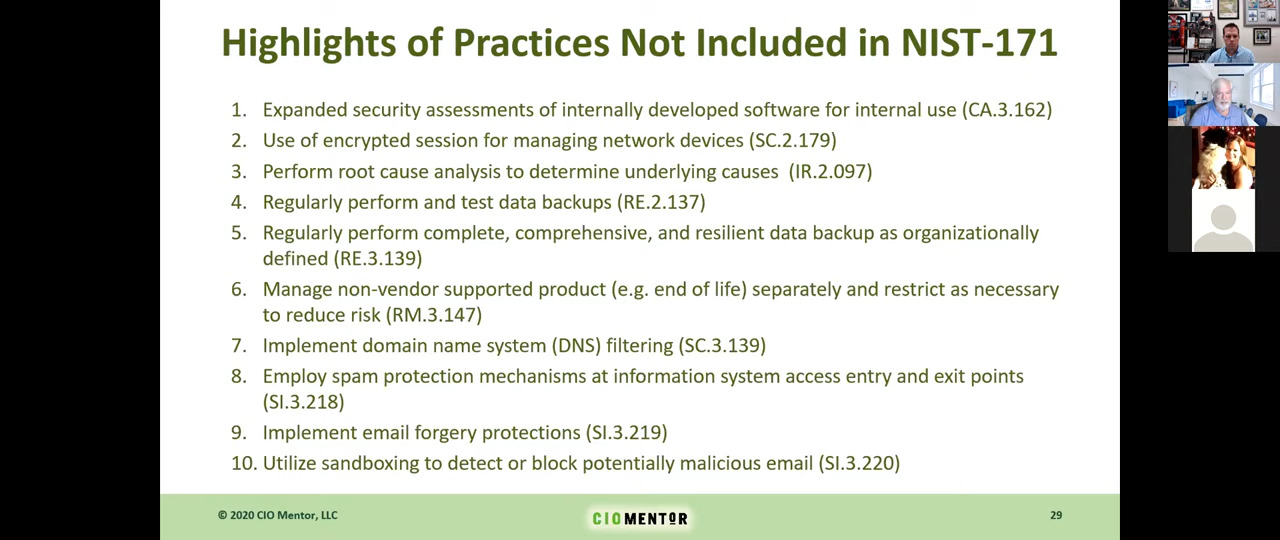 Highlights of Practices Not Included in NIST-171
1. Expanded security assessments of internally developed software for internal use (CA.3.162)
2. Use of encrypted session for managing network devices (SC.2.179)
3. Perform root cause analysis to determine underlying causes (IR.2.097)
4. Regularly perform and test data backups (RE.2.137)
5. Regularly perform complete, comprehensive, and resilient data backup as organizationally
defined (RE.3.139)
6. Manage non-vendor supported product (e.g. end of life) separately and restrict as necessary
to reduce risk (RM.3.147)
7. Implement domain name system (DNS) filtering (SC.3.139)
8. Employ spam protection mechanisms at information system access entry and exit points
(SI.3.218)
9. Implement email forgery protections (SI.3.219)
10. Utilize sandboxing to detect or block potentially malicious email (SI.3.220)
© 2020 CIO Mentor, LLC
CIOMENTOR
29